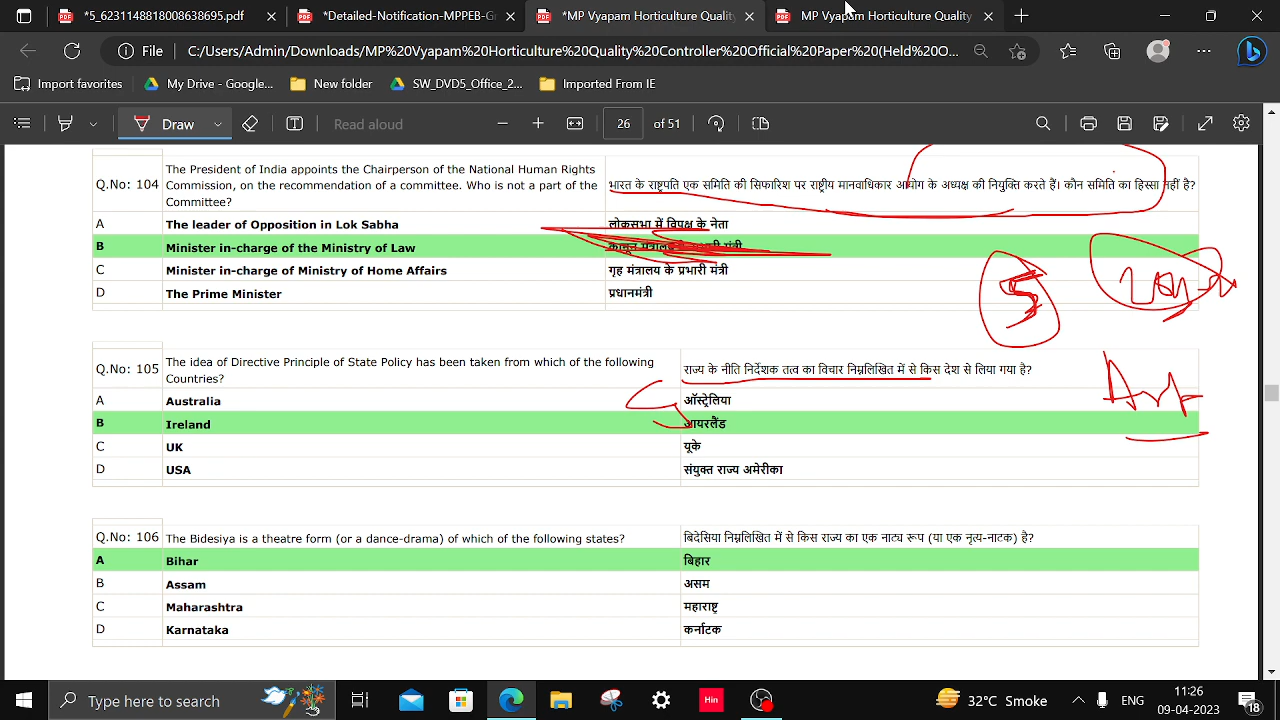 *5_6231148818008638695.pdf
*Detailed-Notification-MPPEB-G
*MP Vyapam Horticulture Quality
MP Vyapam Horticulture Quality
File
C:/Users/Admin/Downloads/MP%20Vyapam%20Horticulture%20Quality%20Controller%20Official%20Paper%20(Held%20O...
Import favorites
My Drive - Google...
New folder
SW_DVD5_Office_2...
Imported From IE
Draw
Read aloud
26 of 51
Q.No: 104
The President of India appoints the Chairperson of the National Human Rights
Commission, on the recommendation of a committee. Who is not a part of the
Committee?
भारत के राष्ट्रपति एक समिति की सिफारिश पर राष्ट्रीय मानवाधिकार आयोग के अध्यक्ष की नियुक्ति करते हैं। कौन समिति का हिस्सा नहीं है?
A The leader of Opposition in Lok Sabha लोकसभा में विपक्ष के नेता
B Minister in-charge of the Ministry of Law
C Minister in-charge of Ministry of Home Affairs गृह मंत्रालय के प्रभारी मंत्री
D The Prime Minister प्रधानमंत्री
5
Q.No: 105
The idea of Directive Principle of State Policy has been taken from which of the following
Countries?
राज्य के नीति निर्देशक तत्व का विचार निम्नलिखित में से किस देश से लिया गया है?
A Australia ऑस्ट्रेलिया
B Ireland आयरलैंड
C UK यूके
D USA संयुक्त राज्य अमेरीका
Q.No: 106
The Bidesiya is a theatre form (or a dance-drama) of which of the following states?
बिदेसिया निम्नलिखित में से किस राज्य का एक नाट्य रूप (या एक नृत्य-नाटक) है?
A Bihar बिहार
B Assam असम
C Maharashtra महाराष्ट्र
D Karnataka कर्नाटक
Type here to search
Hin
32°C Smoke
ENG
11:26
09-04-2023
18